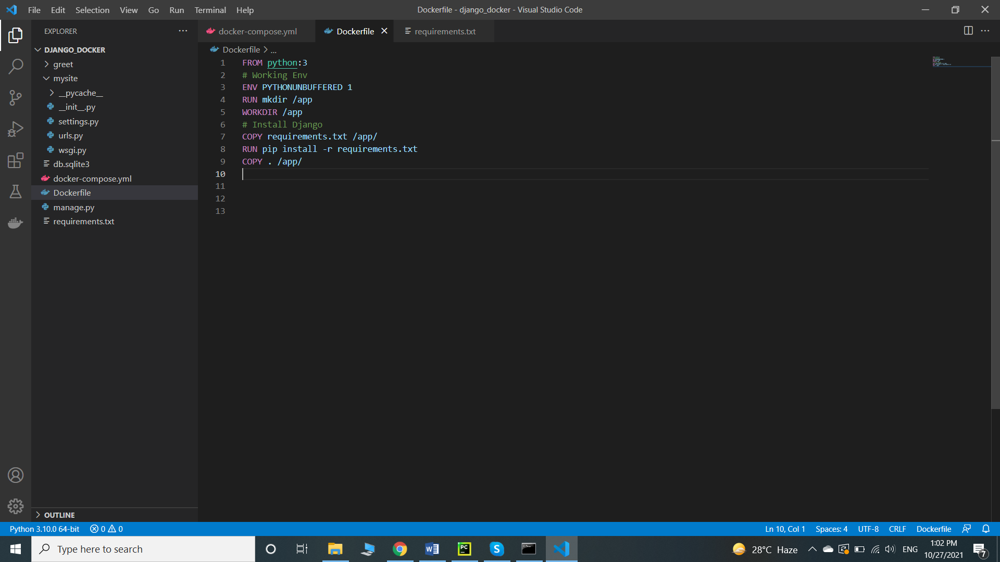 File Edit Selection View Go Run Terminal Help
Dockerfile - django_docker - Visual Studio Code
EXPLORER
docker-compose.yml
Dockerfile
requirements.txt
DJANGO_DOCKER
greet
mysite
__pycache__
__init__.py
settings.py
urls.py
wsgi.py
db.sqlite3
docker-compose.yml
Dockerfile
manage.py
requirements.txt
Dockerfile > ...
1 FROM python:3
2 # Working Env
3 ENV PYTHONUNBUFFERED 1
4 RUN mkdir /app
5 WORKDIR /app
6 # Install Django
7 COPY requirements.txt /app/
8 RUN pip install -r requirements.txt
9 COPY . /app/
10
11
12
13
OUTLINE
Python 3.10.0 64-bit 0 0
Ln 10, Col 1 Spaces: 4 UTF-8 CRLF Dockerfile
Type here to search
PC
S
28°C Haze
ENG
1:02 PM
10/27/2021
7